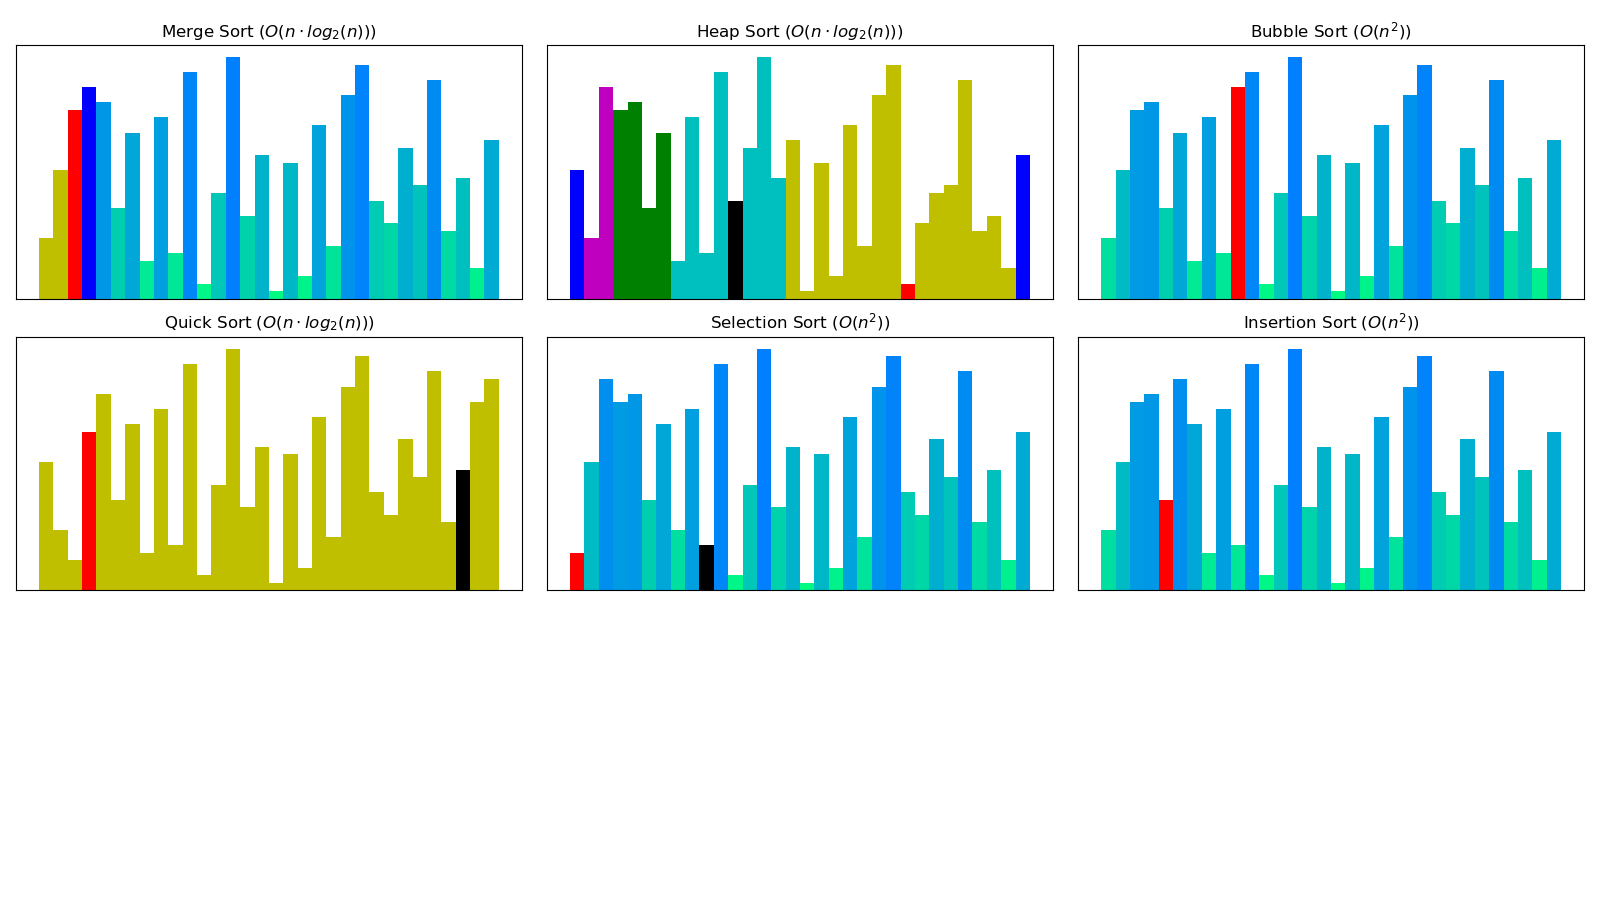 Merge Sort (O(n · log₂(n)))
Heap Sort (O(n · log₂(n)))
Bubble Sort (O(n²))
Quick Sort (O(n · log₂(n)))
Selection Sort (O(n²))
Insertion Sort (O(n²))